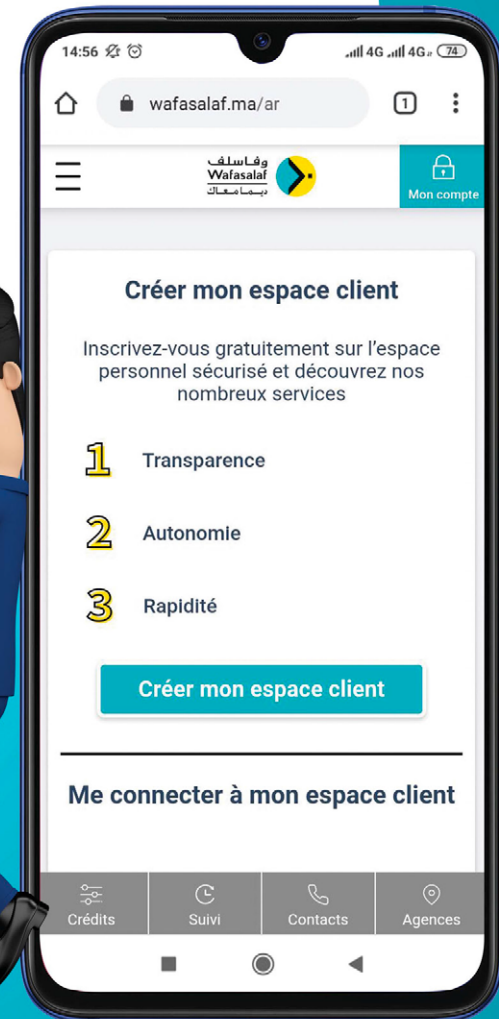 14:56 4G 4G 74
wafasalaf.ma/ar 1
وفاسلف
Wafasalaf
ديما معاك
Mon compte
Créer mon espace client
Inscrivez-vous gratuitement sur l'espace
personnel sécurisé et découvrez nos
nombreux services
1 Transparence
2 Autonomie
3 Rapidité
Créer mon espace client
Me connecter à mon espace client
Crédits Suivi Contacts Agences